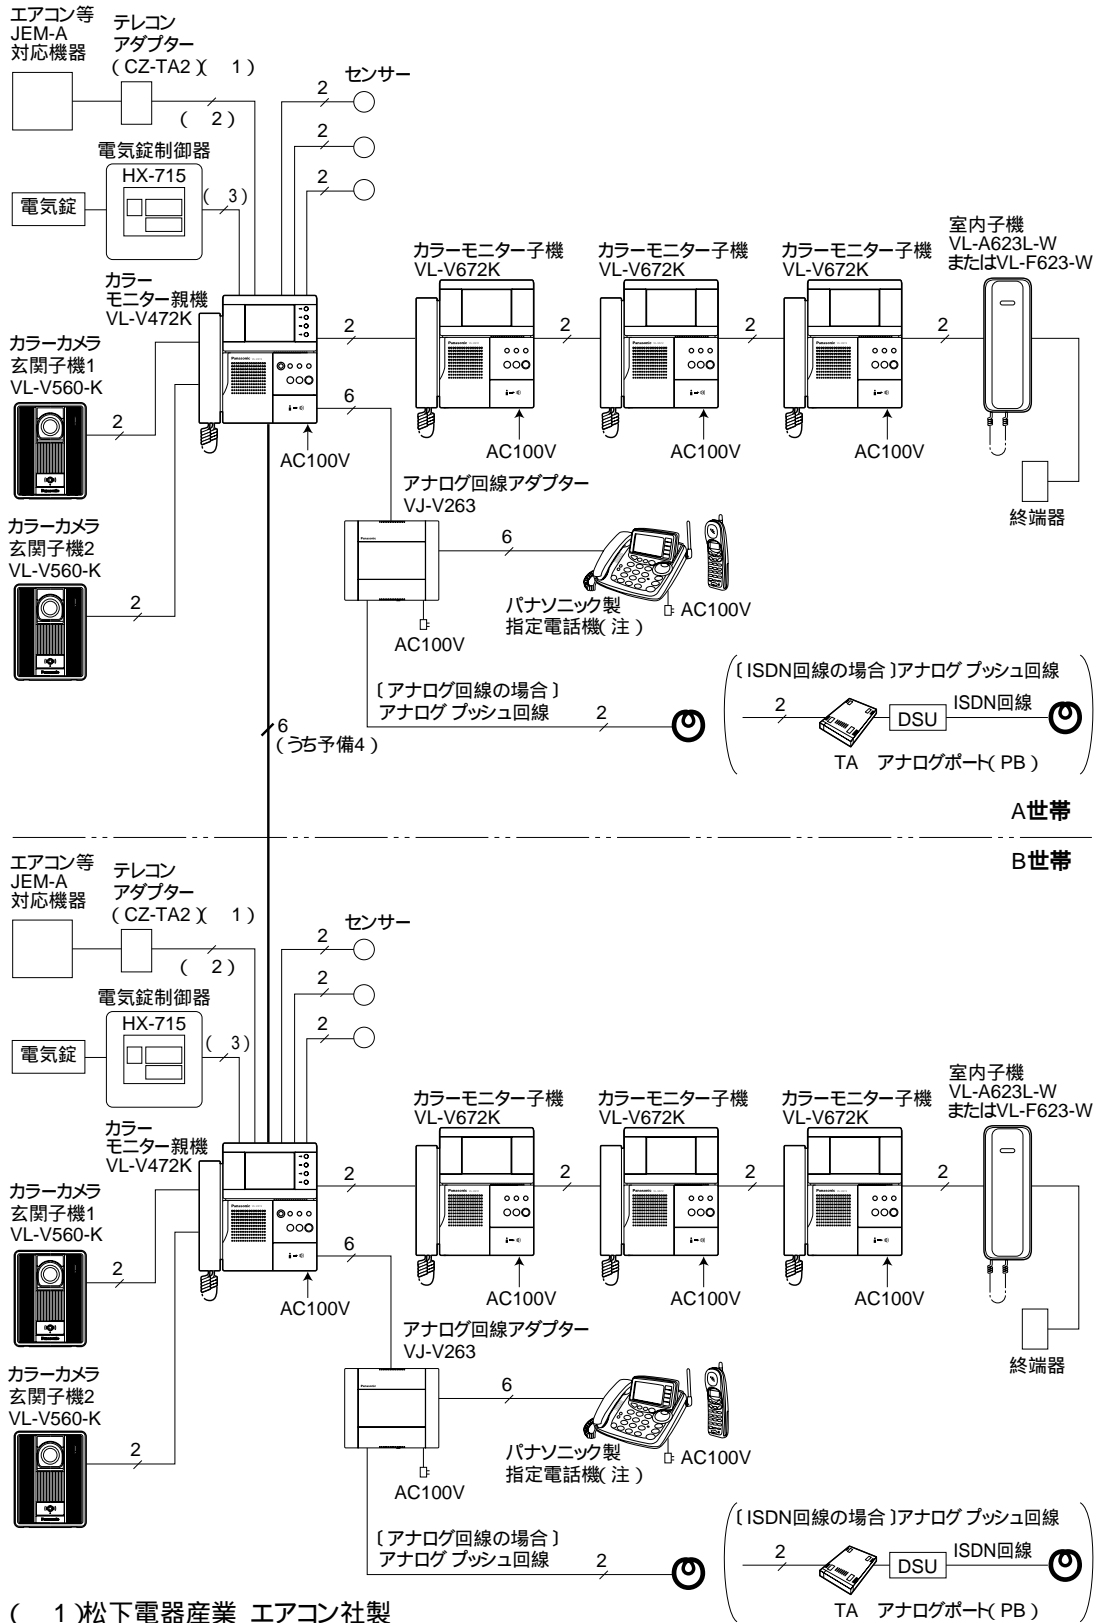 エアコン等
JEM-A
対応機器
テレコン
アダプター
( CZ-TA2 )( 1 )
( 2 )
センサー
2
2
2
電気錠制御器
HX-715
( 3 )
電気錠
カラー
モニター親機
VL-V472K
カラーカメラ
玄関子機1
VL-V560-K
2
カラーカメラ
玄関子機2
VL-V560-K
2
AC100V
2
カラーモニター子機
VL-V672K
AC100V
2
カラーモニター子機
VL-V672K
AC100V
2
カラーモニター子機
VL-V672K
AC100V
2
室内子機
VL-A623L-W
またはVL-F623-W
終端器
6
アナログ回線アダプター
VJ-V263
AC100V
6
パナソニック製
指定電話機( 注 )
AC100V
〔アナログ回線の場合〕
アナログ プッシュ回線
2
〔ISDN回線の場合〕アナログ プッシュ回線
2
DSU
ISDN回線
TA アナログポート( PB )
6
(うち予備4 )
A世帯
B世帯
エアコン等
JEM-A
対応機器
テレコン
アダプター
( CZ-TA2 )( 1 )
( 2 )
センサー
2
2
2
電気錠制御器
HX-715
( 3 )
電気錠
カラー
モニター親機
VL-V472K
カラーカメラ
玄関子機1
VL-V560-K
2
カラーカメラ
玄関子機2
VL-V560-K
2
AC100V
2
カラーモニター子機
VL-V672K
AC100V
2
カラーモニター子機
VL-V672K
AC100V
2
カラーモニター子機
VL-V672K
AC100V
2
室内子機
VL-A623L-W
またはVL-F623-W
終端器
6
アナログ回線アダプター
VJ-V263
AC100V
6
パナソニック製
指定電話機( 注 )
AC100V
〔アナログ回線の場合〕
アナログ プッシュ回線
2
〔ISDN回線の場合〕アナログ プッシュ回線
2
DSU
ISDN回線
TA アナログポート( PB )
( 1 )松下電器産業 エアコン社製